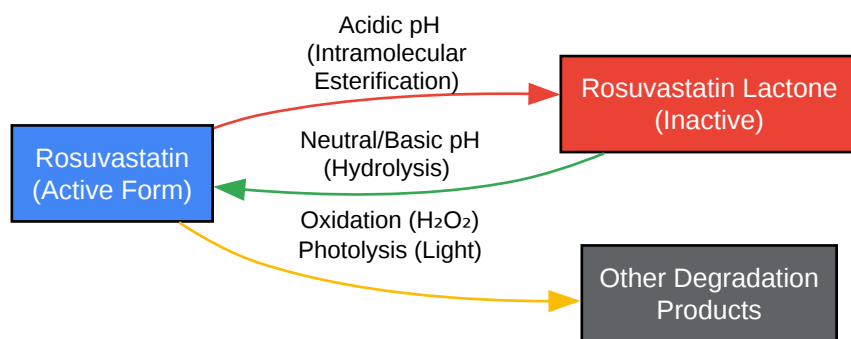 Acidic pH
(Intramolecular
Esterification)
Rosuvastatin Lactone
(Inactive)
Rosuvastatin
(Active Form)
Neutral/Basic pH
(Hydrolysis)
Oxidation (H₂O₂)
Photolysis (Light)
Other Degradation
Products